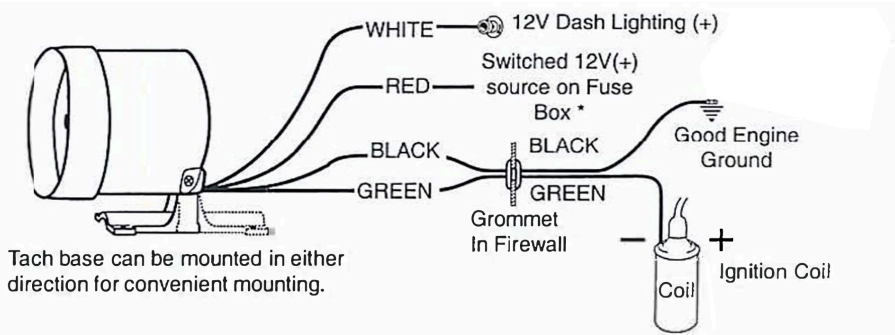 WHITE
12V Dash Lighting (+)
RED
Switched 12V(+)
source on Fuse
Box *
BLACK
BLACK
Good Engine
Ground
GREEN
GREEN
Grommet
In Firewall
− +
Coil
Ignition Coil
Tach base can be mounted in either
direction for convenient mounting.